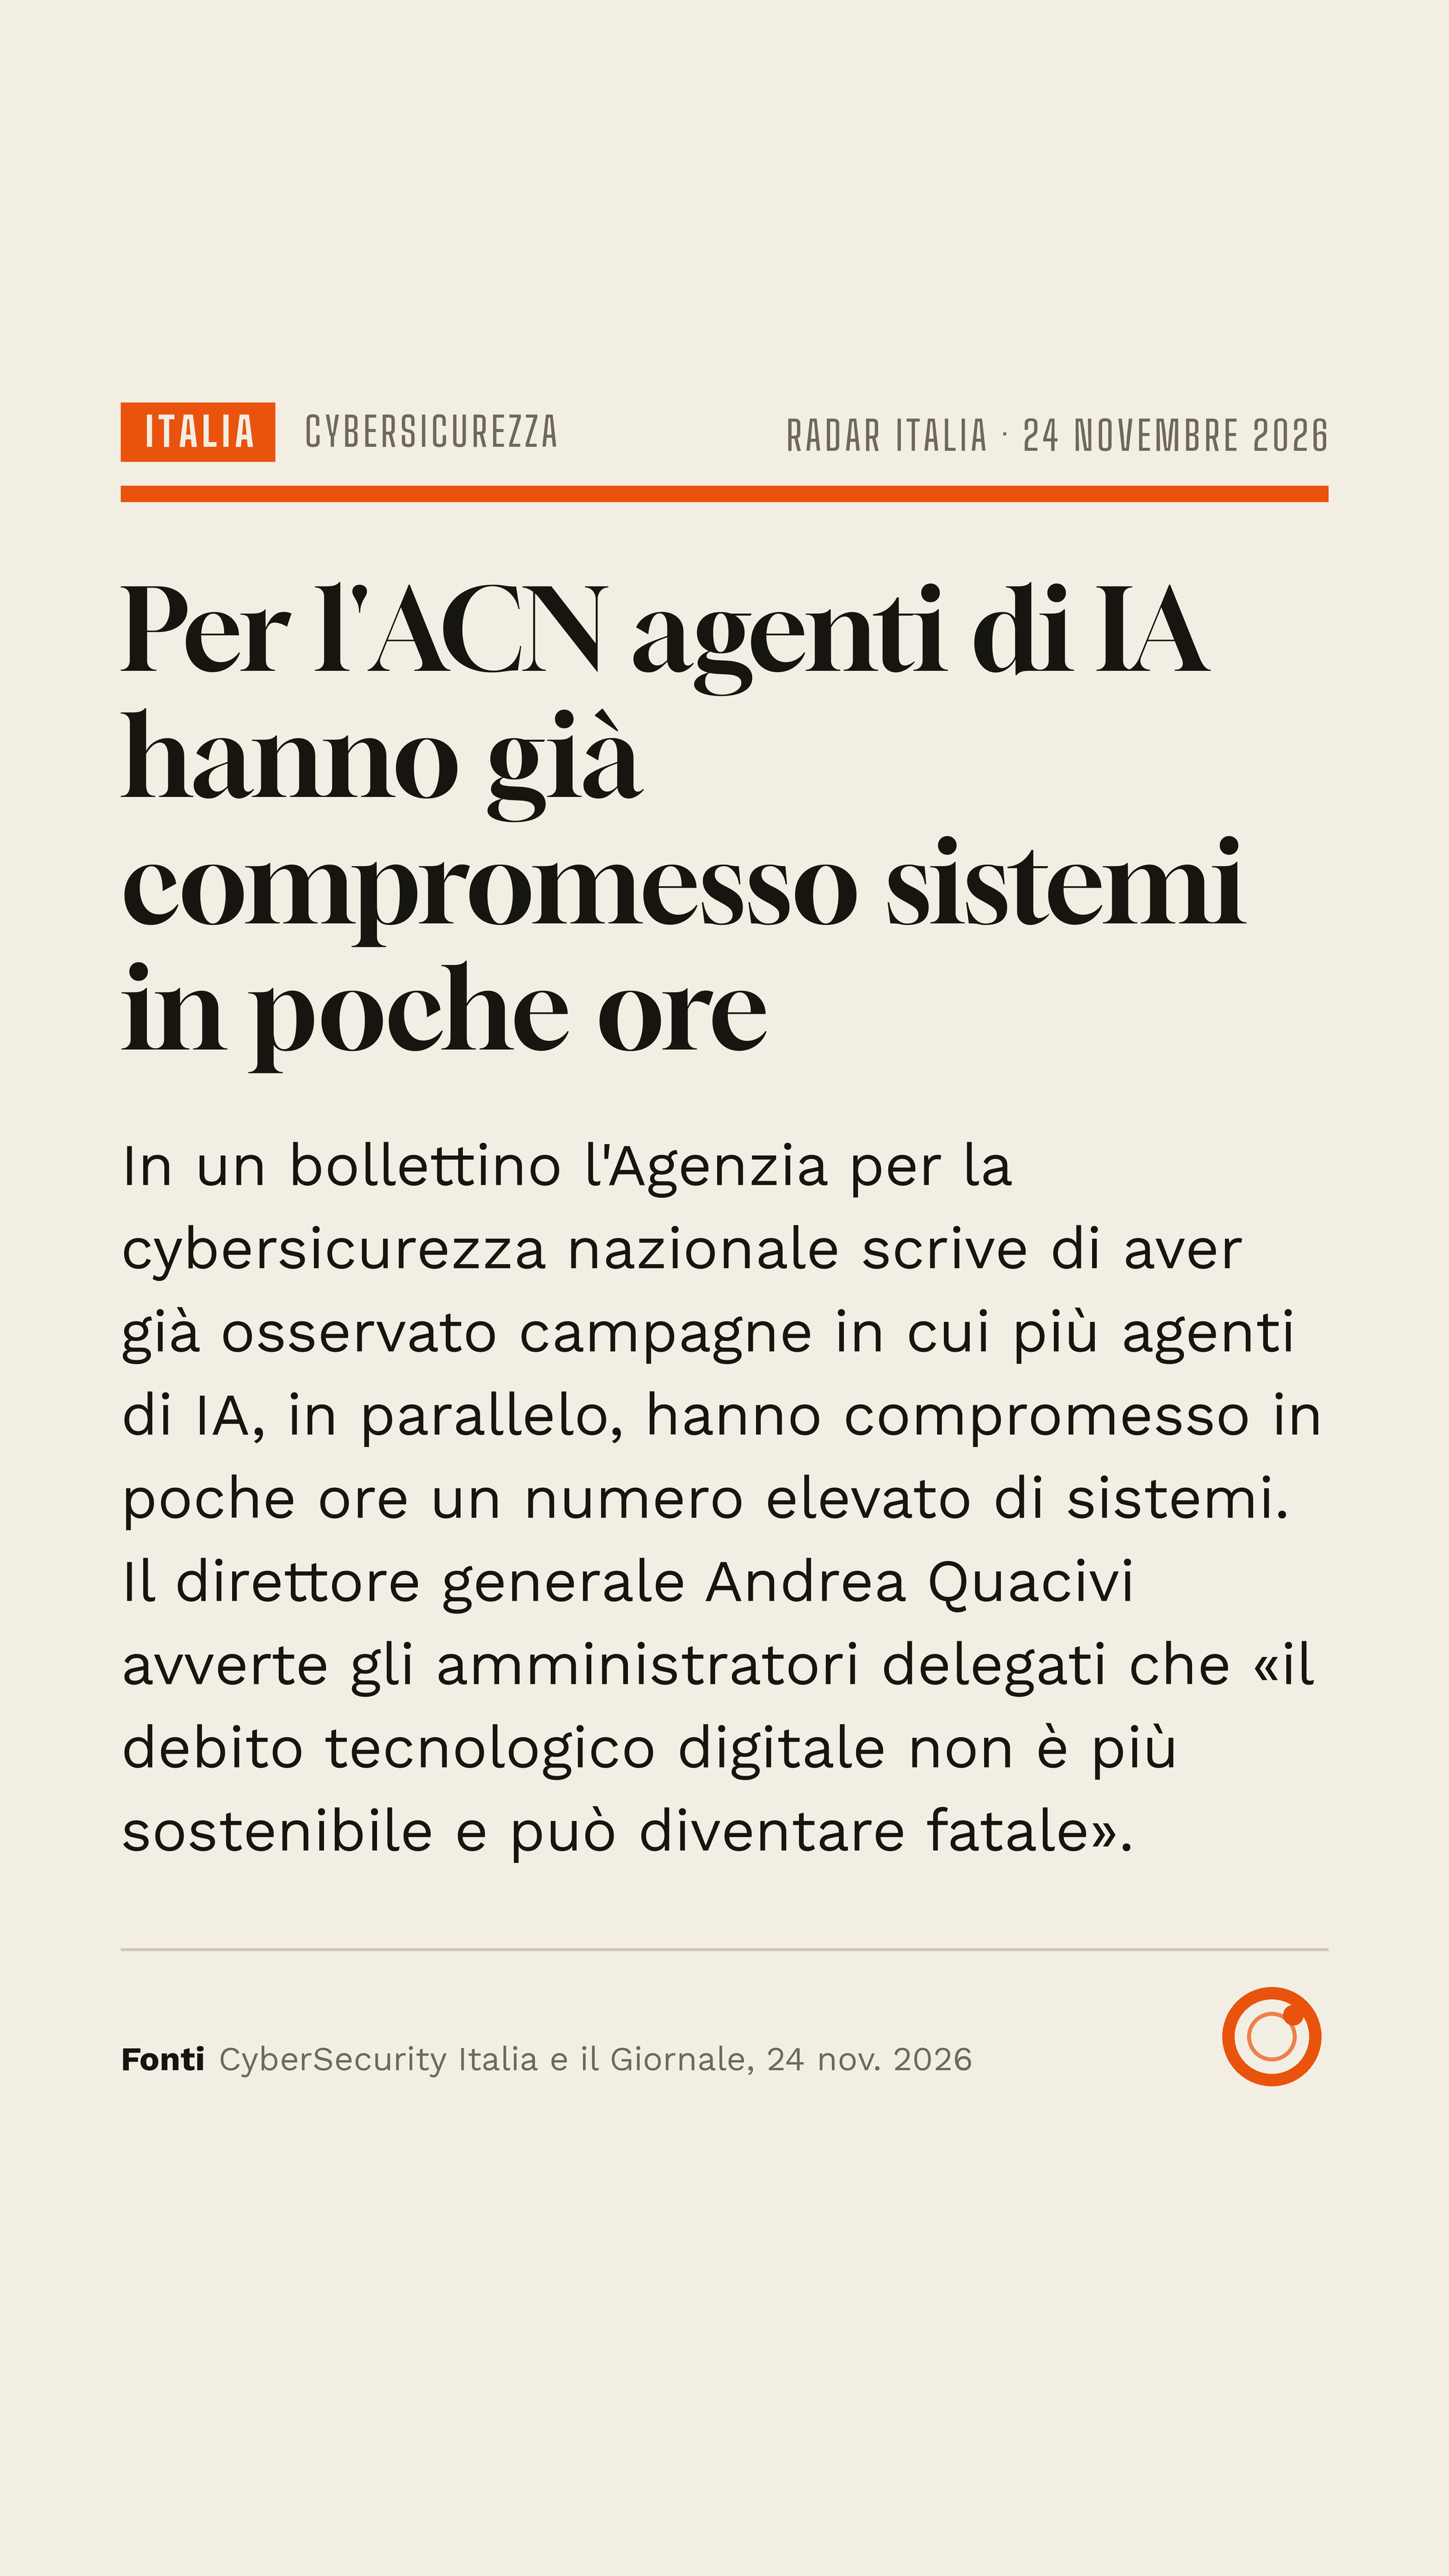 ITALIA CYBERSICUREZZA RADAR ITALIA · 24 NOVEMBRE 2026
Per l'ACN agenti di IA
hanno già
compromesso sistemi
in poche ore
In un bollettino l'Agenzia per la
cybersicurezza nazionale scrive di aver
già osservato campagne in cui più agenti
di IA, in parallelo, hanno compromesso in
poche ore un numero elevato di sistemi.
Il direttore generale Andrea Quacivi
avverte gli amministratori delegati che «il
debito tecnologico digitale non è più
sostenibile e può diventare fatale».
Fonti CyberSecurity Italia e il Giornale, 24 nov. 2026